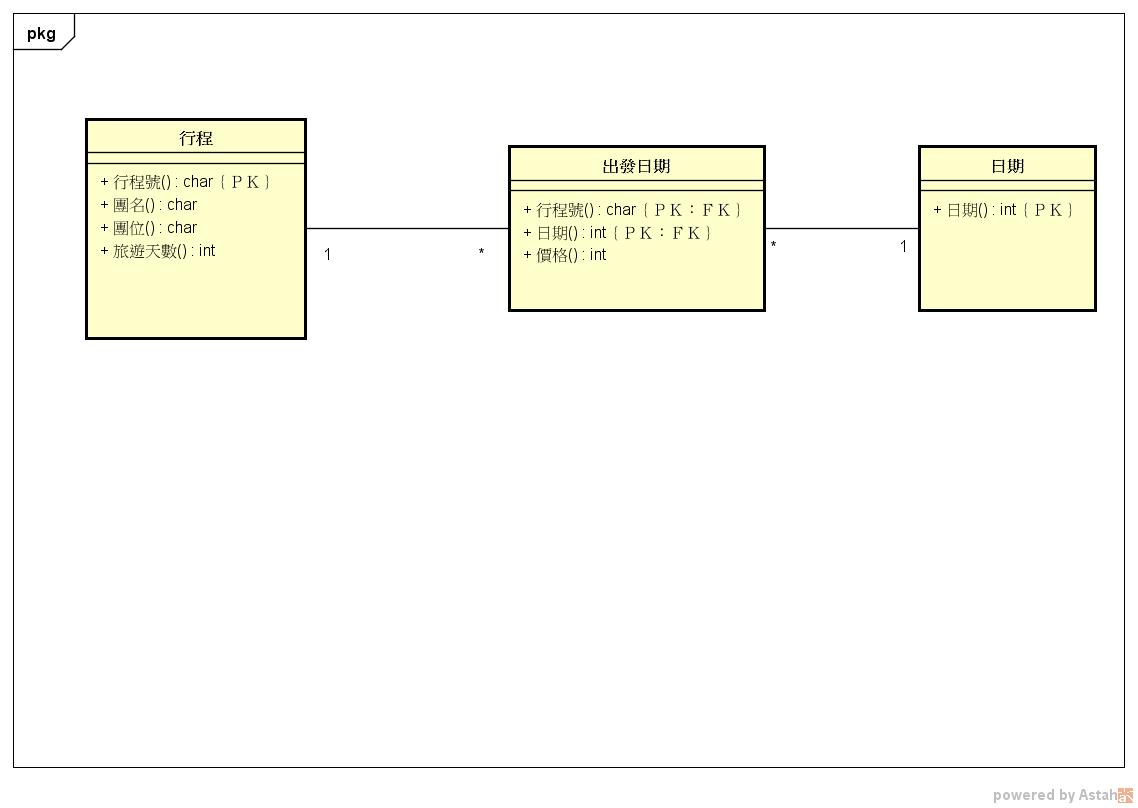 pkg
行程
+ 行程號() : char｛ＰＫ｝
+ 團名() : char
+ 團位() : char
+ 旅遊天數() : int
1
*
出發日期
+ 行程號() : char｛ＰＫ：ＦＫ｝
+ 日期() : int｛ＰＫ：ＦＫ｝
+ 價格() : int
*
1
日期
+ 日期() : int｛ＰＫ｝
powered by Astah